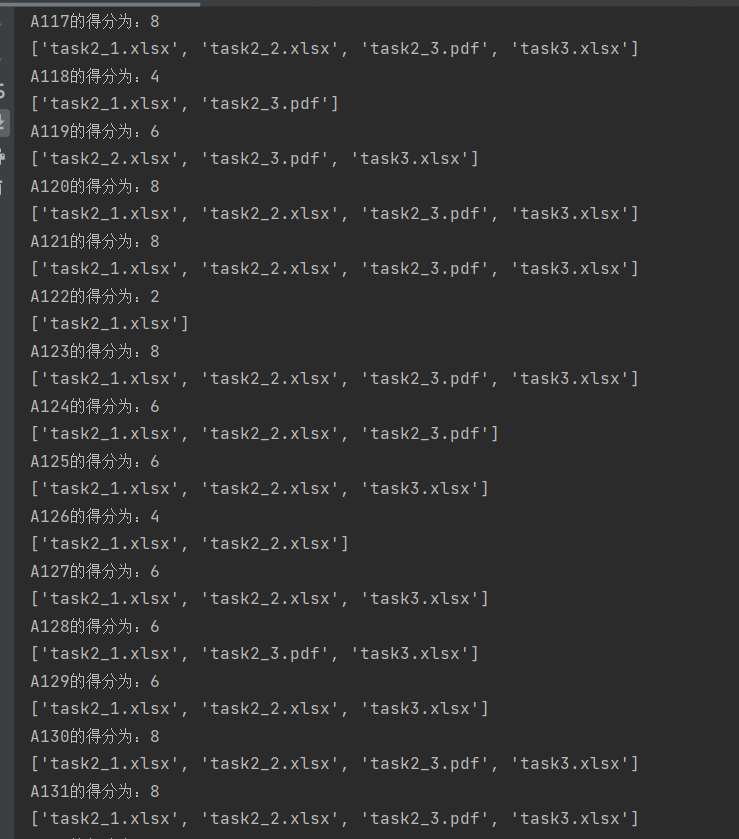 A117的得分为：8
['task2_1.xlsx', 'task2_2.xlsx', 'task2_3.pdf', 'task3.xlsx']
A118的得分为：4
['task2_1.xlsx', 'task2_3.pdf']
A119的得分为：6
['task2_2.xlsx', 'task2_3.pdf', 'task3.xlsx']
A120的得分为：8
['task2_1.xlsx', 'task2_2.xlsx', 'task2_3.pdf', 'task3.xlsx']
A121的得分为：8
['task2_1.xlsx', 'task2_2.xlsx', 'task2_3.pdf', 'task3.xlsx']
A122的得分为：2
['task2_1.xlsx']
A123的得分为：8
['task2_1.xlsx', 'task2_2.xlsx', 'task2_3.pdf', 'task3.xlsx']
A124的得分为：6
['task2_1.xlsx', 'task2_2.xlsx', 'task2_3.pdf']
A125的得分为：6
['task2_1.xlsx', 'task2_2.xlsx', 'task3.xlsx']
A126的得分为：4
['task2_1.xlsx', 'task2_2.xlsx']
A127的得分为：6
['task2_1.xlsx', 'task2_2.xlsx', 'task3.xlsx']
A128的得分为：6
['task2_1.xlsx', 'task2_3.pdf', 'task3.xlsx']
A129的得分为：6
['task2_1.xlsx', 'task2_2.xlsx', 'task3.xlsx']
A130的得分为：8
['task2_1.xlsx', 'task2_2.xlsx', 'task2_3.pdf', 'task3.xlsx']
A131的得分为：8
['task2_1.xlsx', 'task2_2.xlsx', 'task2_3.pdf', 'task3.xlsx']